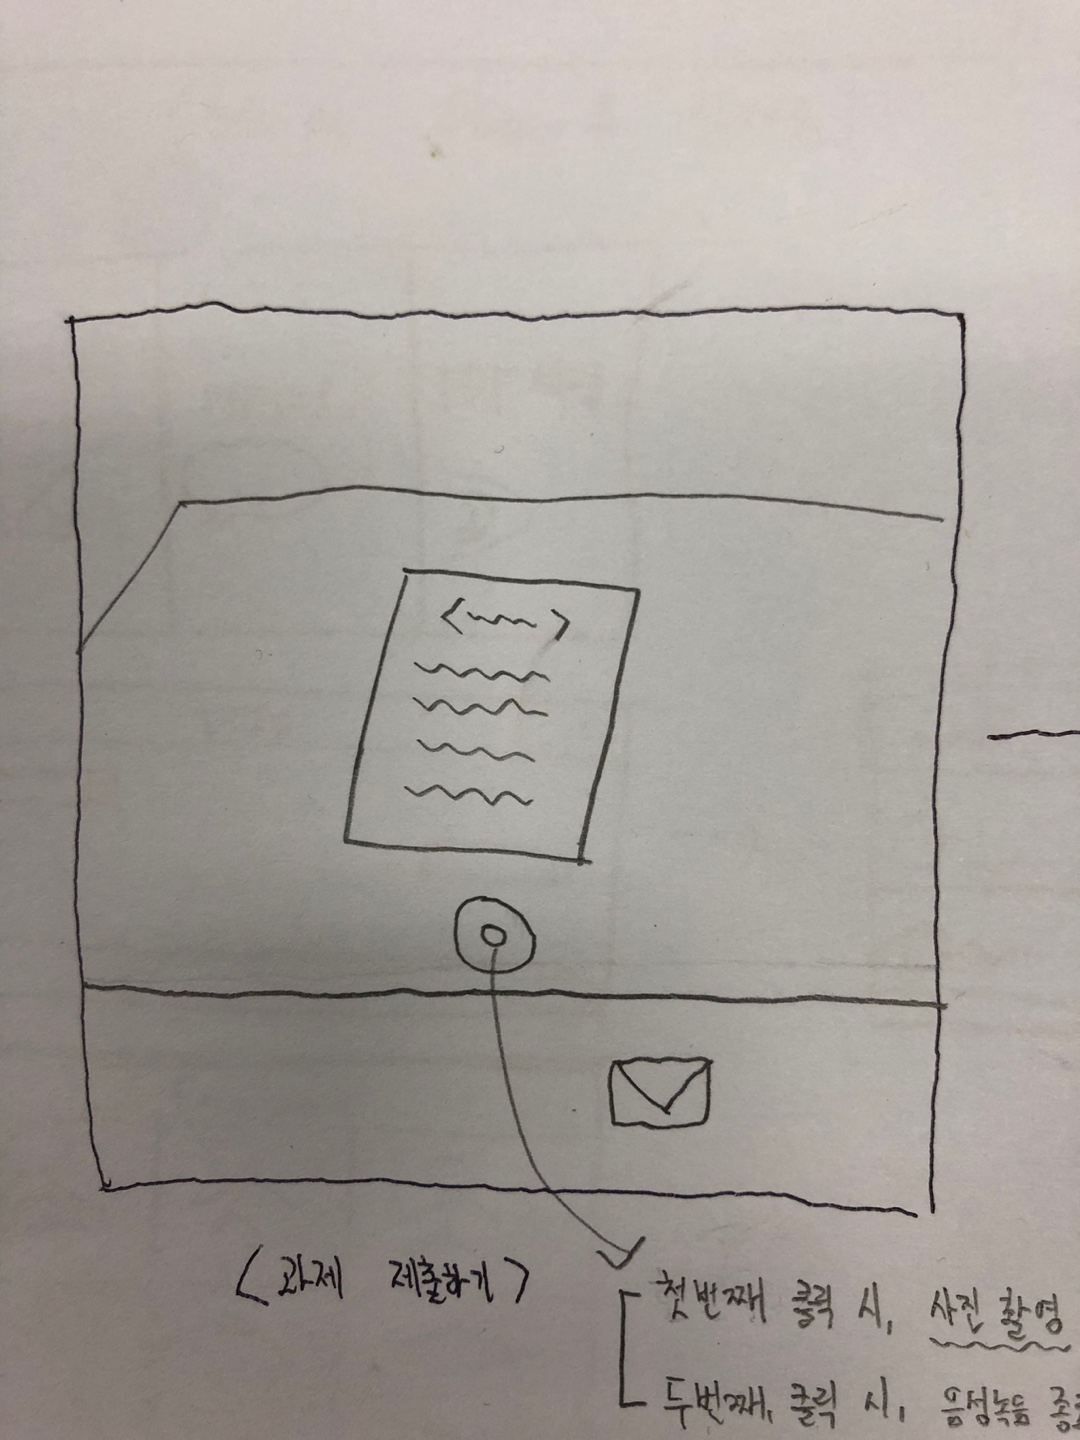 <과제 제출하기>
첫번째 클릭 시, 사진 촬영
두번째, 클릭 시, 음성녹음